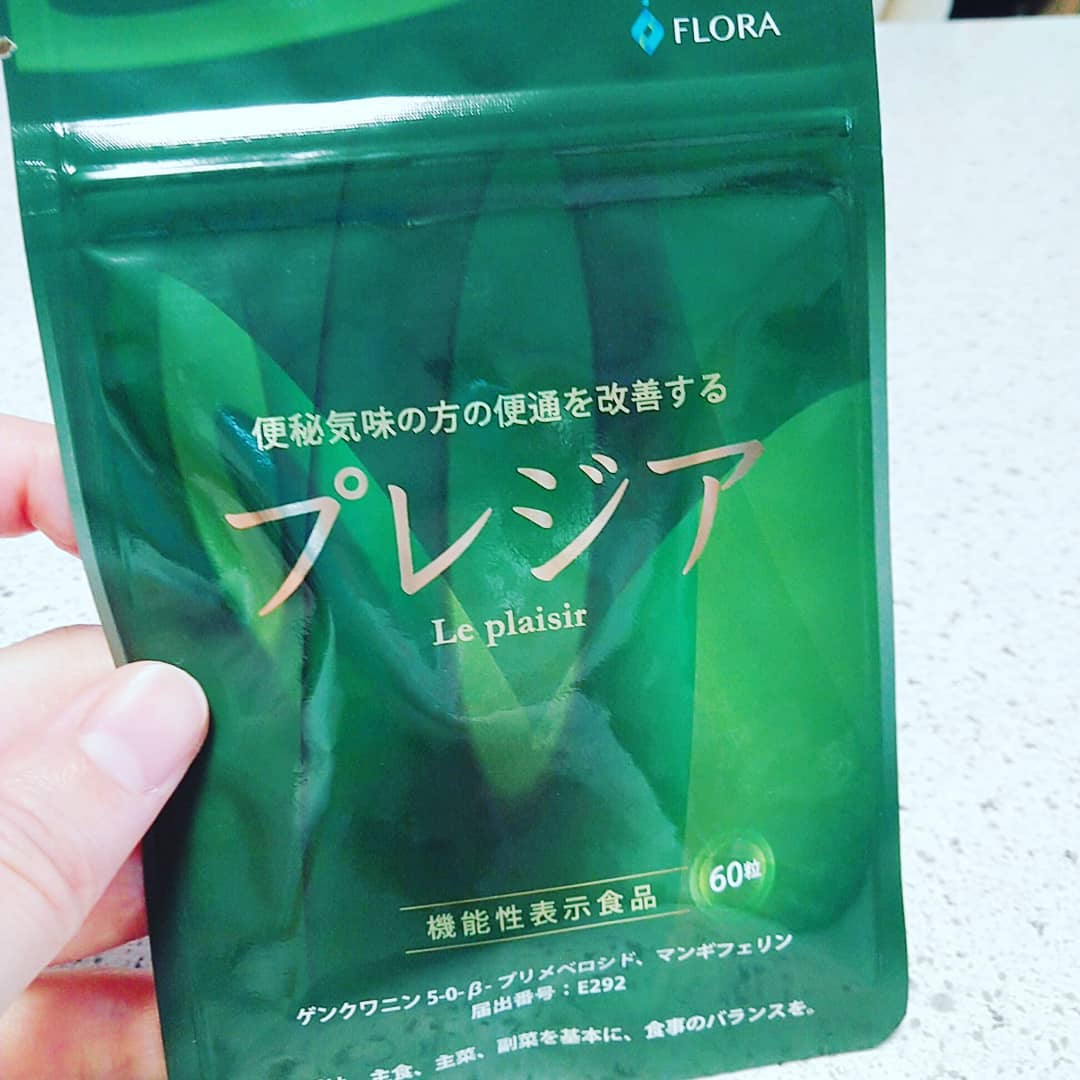 FLORA
便秘気味の方の便通を改善する
プレジア
Le plaisir
60粒
機能性表示食品
ゲンクワニン 5-0-β- プリメベロシド、マンギフェリン
届出番号：E292
主食、主菜、副菜を基本に、食事のバランスを。